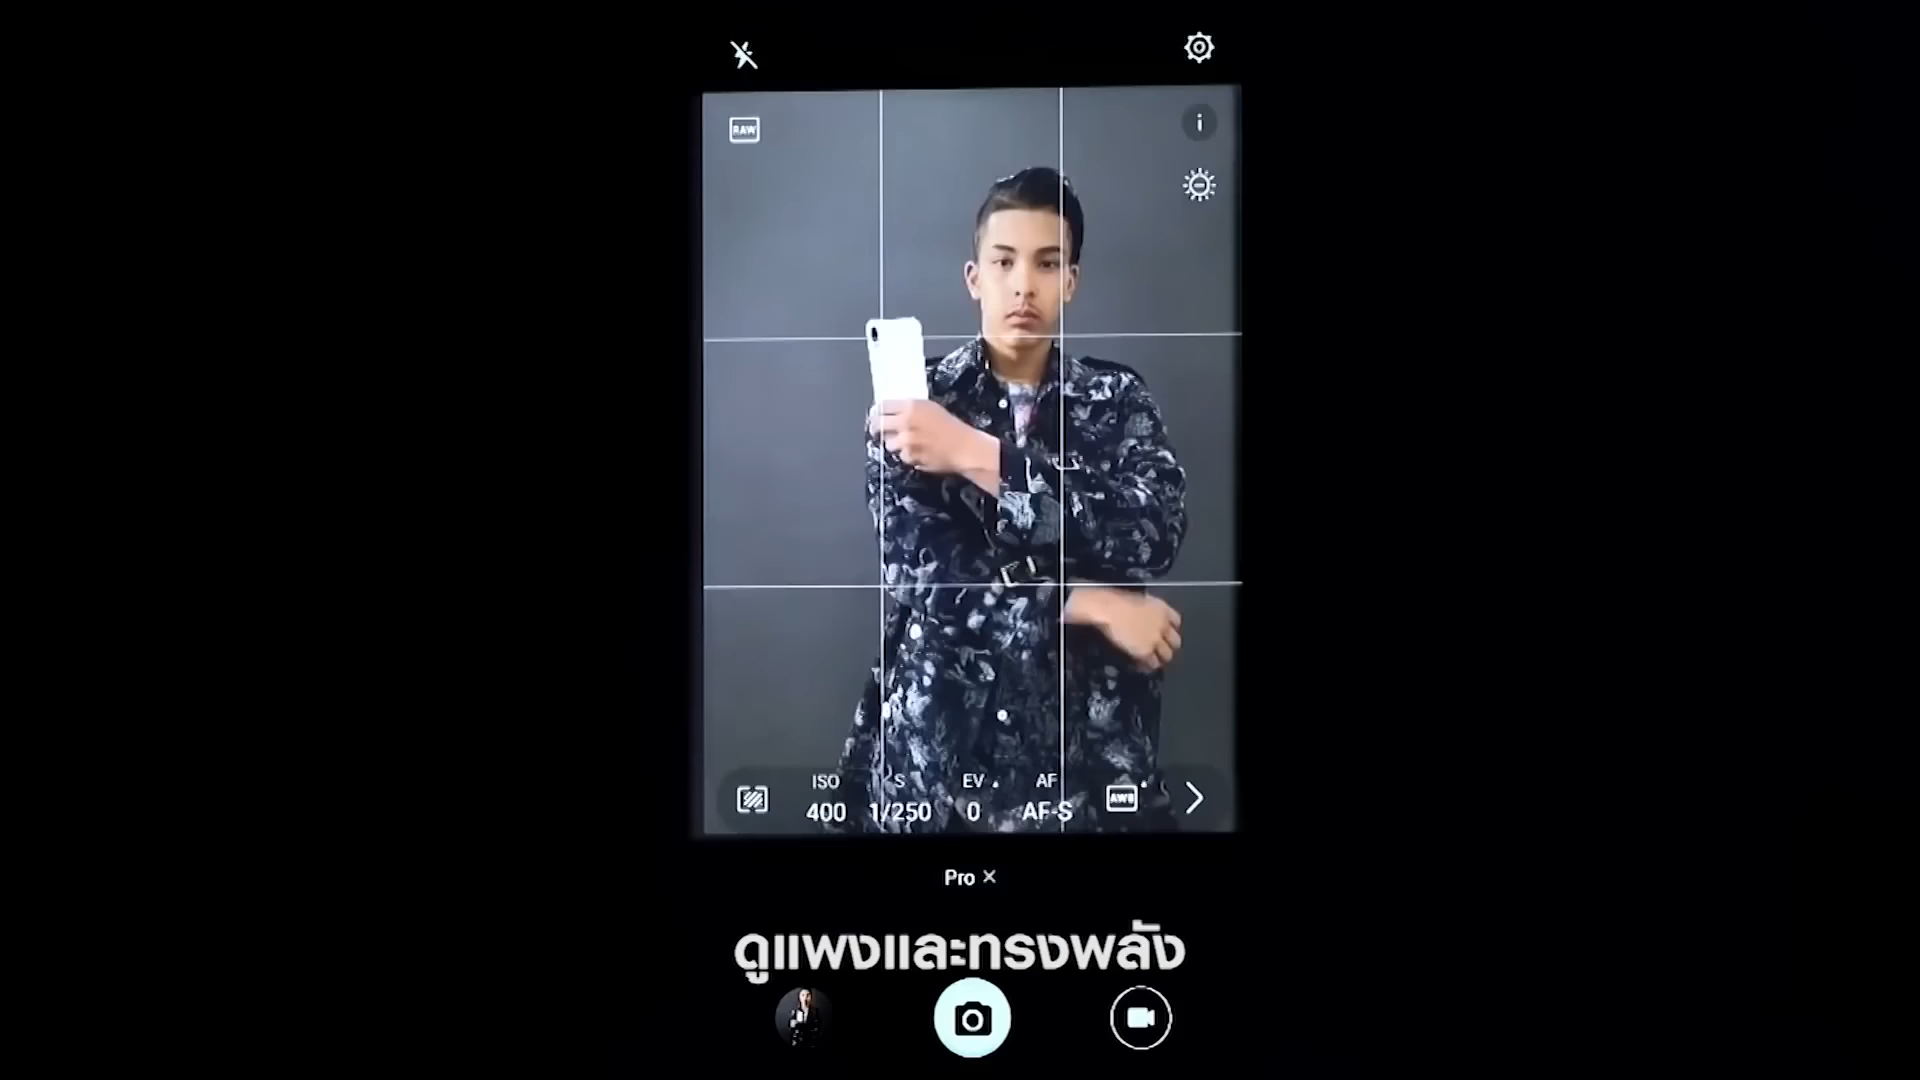 RAW
i
ISO S EV AF
400 1/250 0 AF-S AWB
Pro ×
ดูแพงและทรงพลัง